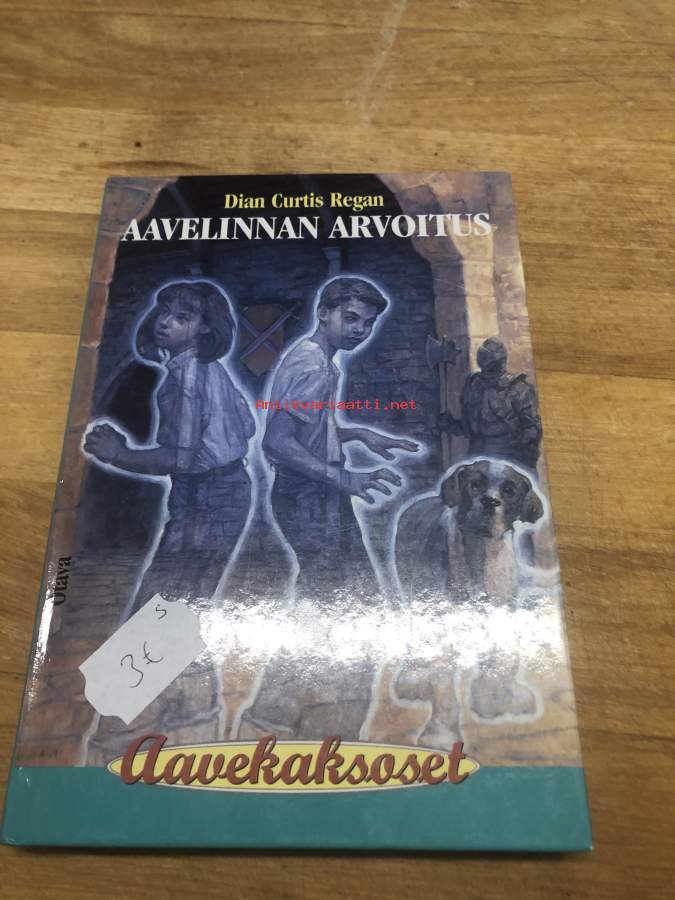 Dian Curtis Regan
AAVELINNAN ARVOITUS
Antikvariaatti.net
Otava
s
3€
Aavekaksoset